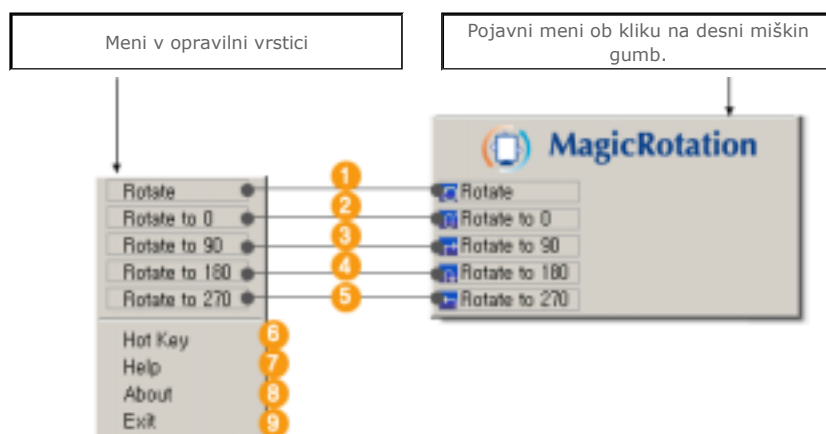 Meni v opravilni vrstici
Pojavni meni ob kliku na desni miškin
gumb.
MagicRotation
Rotate 1 Rotate
Rotate to 0 2 Rotate to 0
Rotate to 90 3 Rotate to 90
Rotate to 180 4 Rotate to 180
Rotate to 270 5 Rotate to 270
Hot Key 6
Help 7
About 8
Exit 9